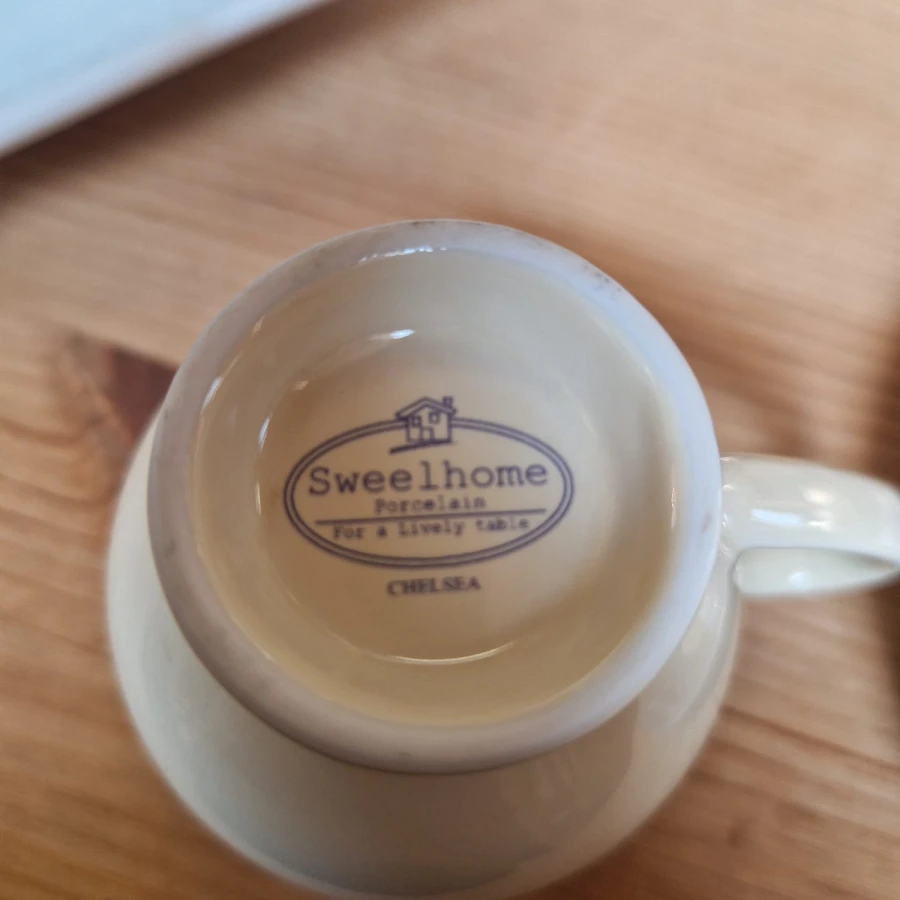 Sweelhome
Porcelain
For a Lively table
CHELSEA